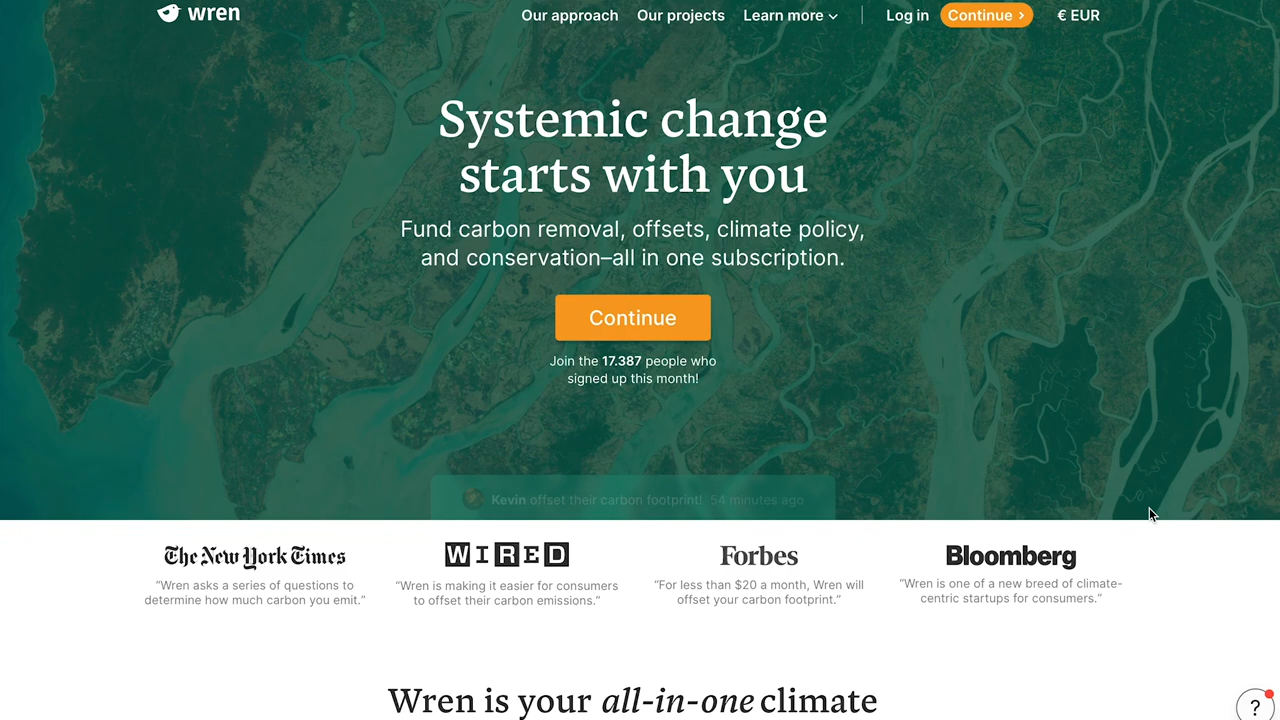 wren
Our approach Our projects Learn more Log in Continue € EUR
Systemic change
starts with you
Fund carbon removal, offsets, climate policy,
and conservation–all in one subscription.
Continue
Join the 17.387 people who
signed up this month!
Kevin offset their carbon footprint! 54 minutes ago
The New York Times
“Wren asks a series of questions to
determine how much carbon you emit.”
WIRED
“Wren is making it easier for consumers
to offset their carbon emissions.”
Forbes
“For less than $20 a month, Wren will
offset your carbon footprint.”
Bloomberg
“Wren is one of a new breed of climate-
centric startups for consumers.”
Wren is your all-in-one climate
?